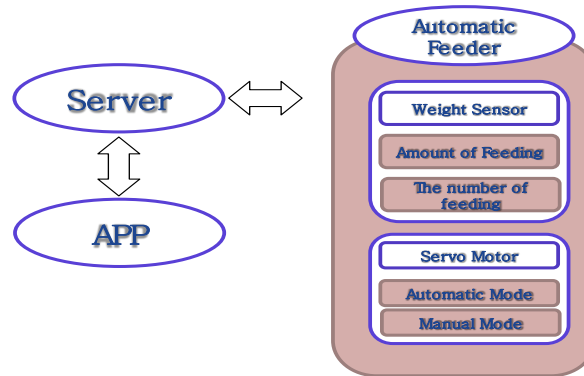 Automatic
Feeder
Server
Weight Sensor
Amount of Feeding
The number of
feeding
APP
Servo Motor
Automatic Mode
Manual Mode